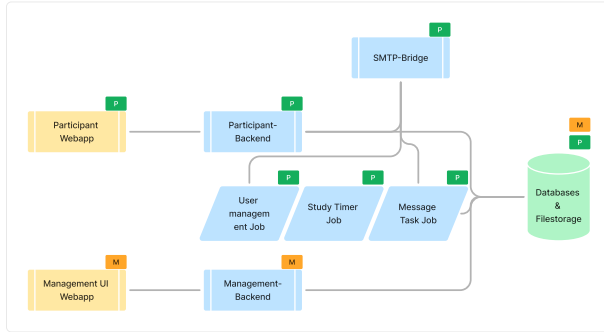 P
SMTP-Bridge
P
Participant
Webapp
P
Participant-
Backend
M
P
Databases
&
Filestorage
P
User
managem
ent Job
P
Study Timer
Job
P
Message
Task Job
M
Management UI
Webapp
M
Management-
Backend